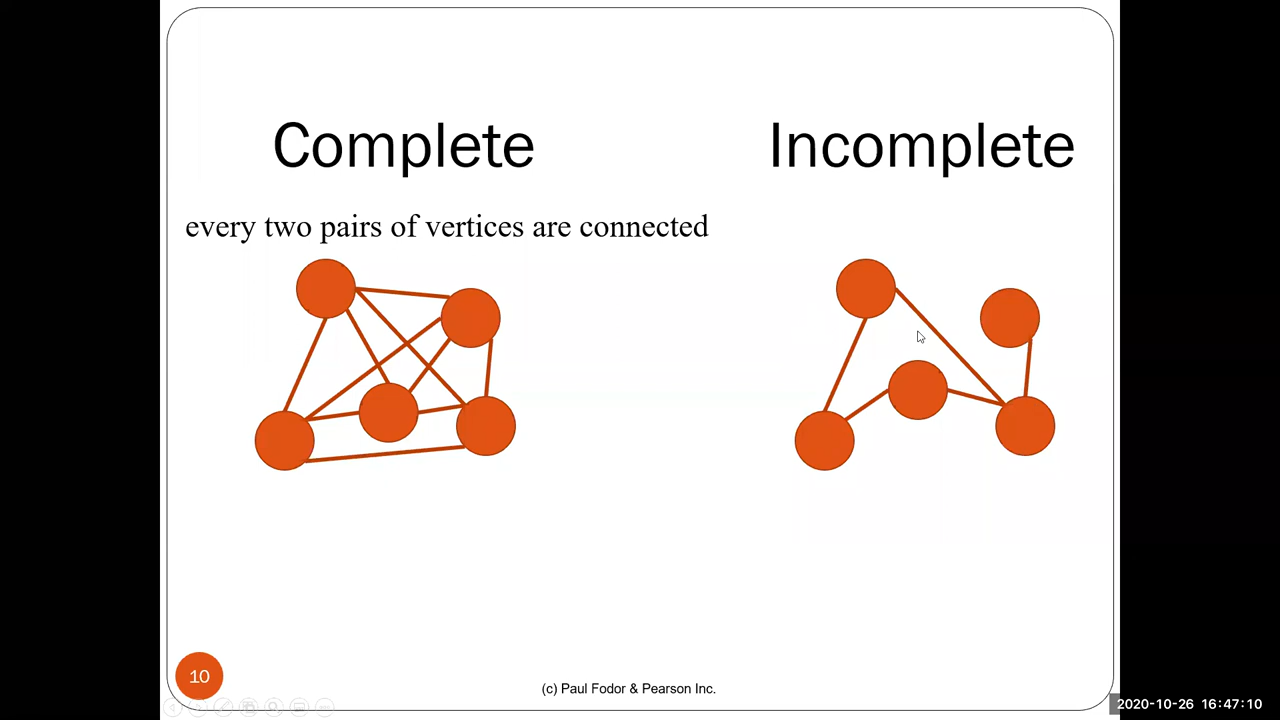 Complete
Incomplete
every two pairs of vertices are connected
10
(c) Paul Fodor & Pearson Inc.
2020-10-26 16:47:10